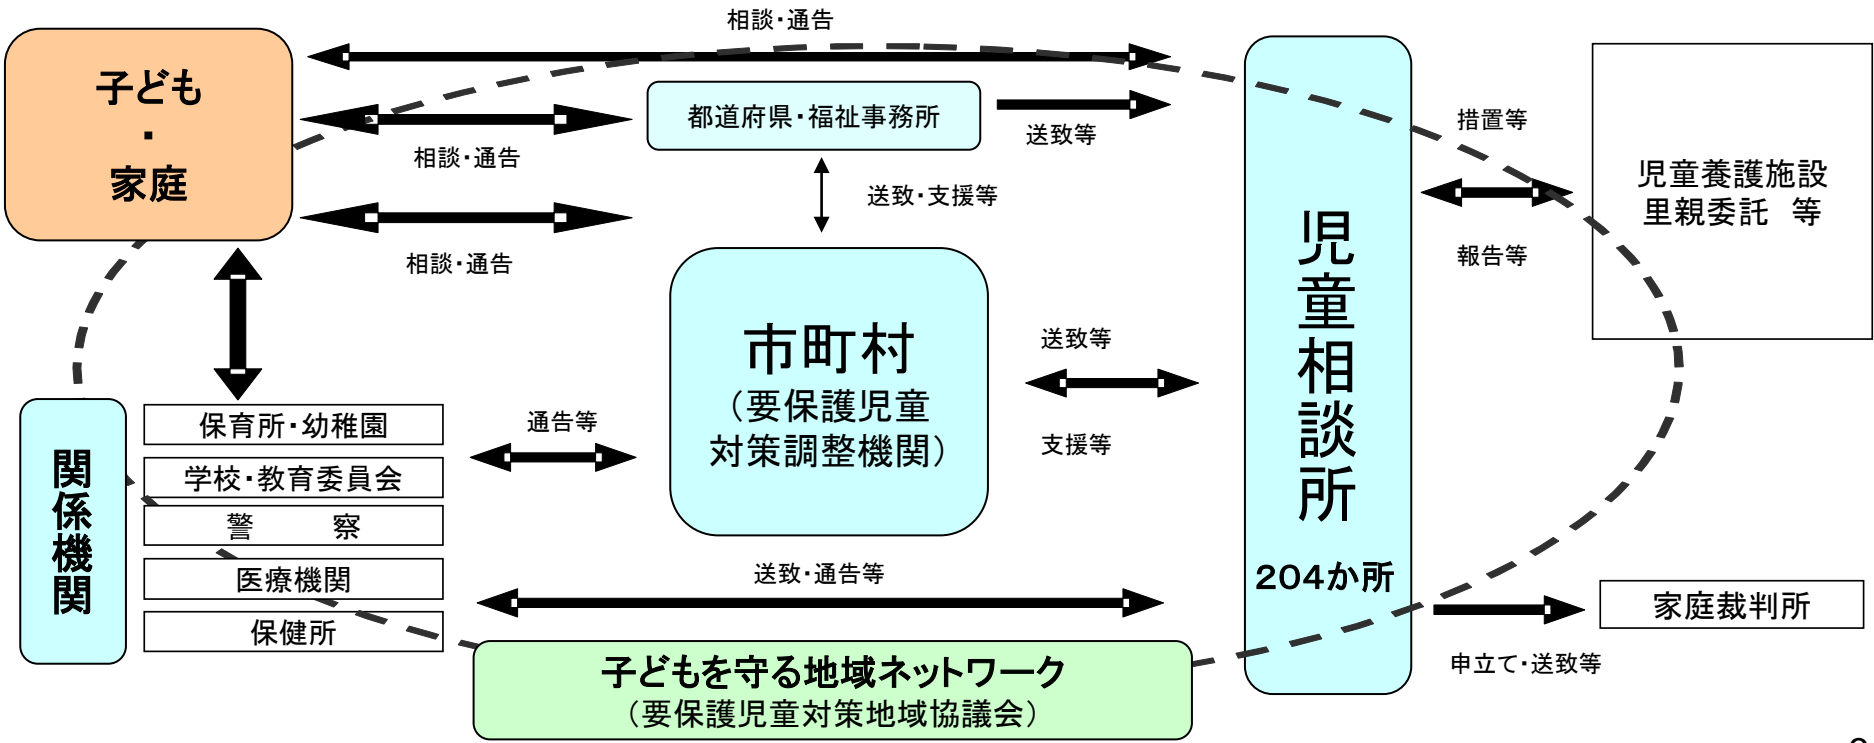 相談・通告
子ども
・
家庭
都道府県・福祉事務所
送致等
相談・通告
送致・支援等
相談・通告
措置等
報告等
児童養護施設
里親委託　等
市町村
（要保護児童
対策調整機関）
送致等
支援等
児童相談所
204か所
関係機関
保育所・幼稚園
学校・教育委員会
警　　察
医療機関
保健所
通告等
送致・通告等
家庭裁判所
申立て・送致等
子どもを守る地域ネットワーク
（要保護児童対策地域協議会）